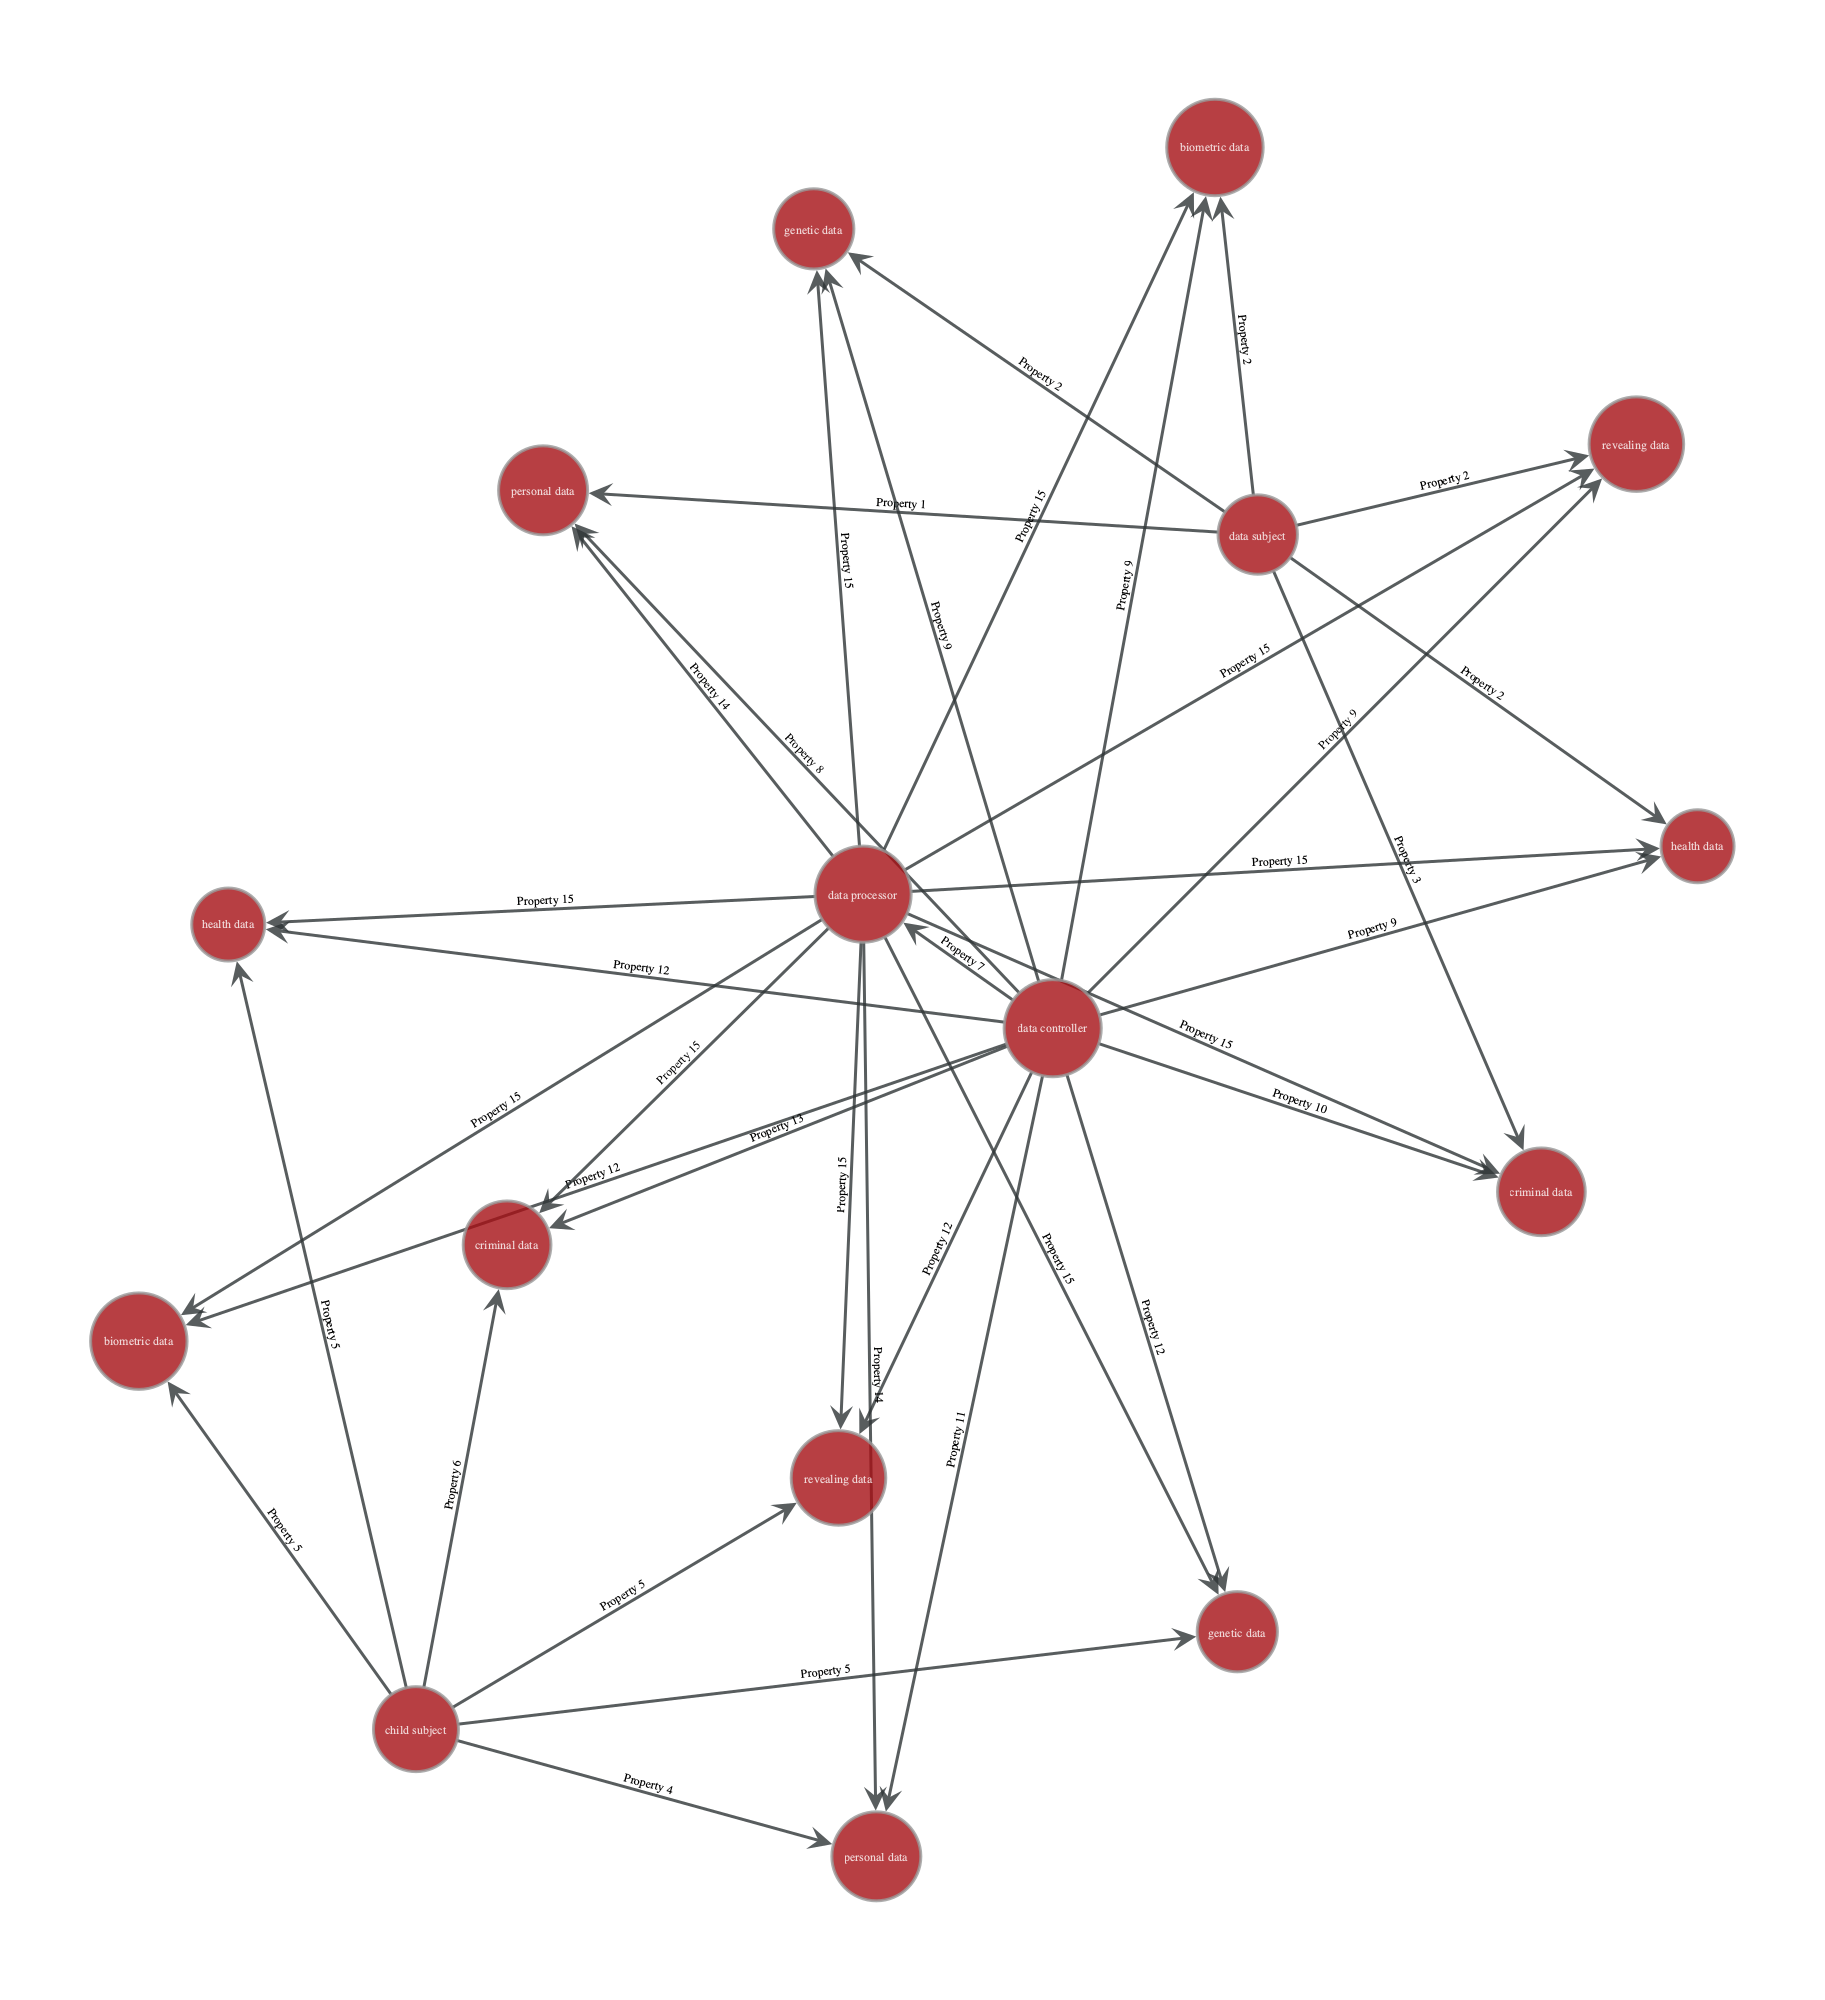 biometric data
genetic data
Property 2
Property 2
revealing data
personal data
Property 2
Property 1
Property 15
data subject
Property 15
Property 9
Property 9
Property 15
Property 2
Property 14
Property 9
Property 8
health data
Property 15
Property 3
data processor
Property 15
health data
Property 9
Property 7
Property 12
data controller
Property 15
Property 15
Property 10
Property 15
Property 13
Property 12
Property 15
criminal data
criminal data
Property 12
Property 15
Property 5
Property 12
biometric data
Property 14
Property 11
revealing data
Property 6
Property 5
Property 5
genetic data
Property 5
child subject
Property 4
personal data